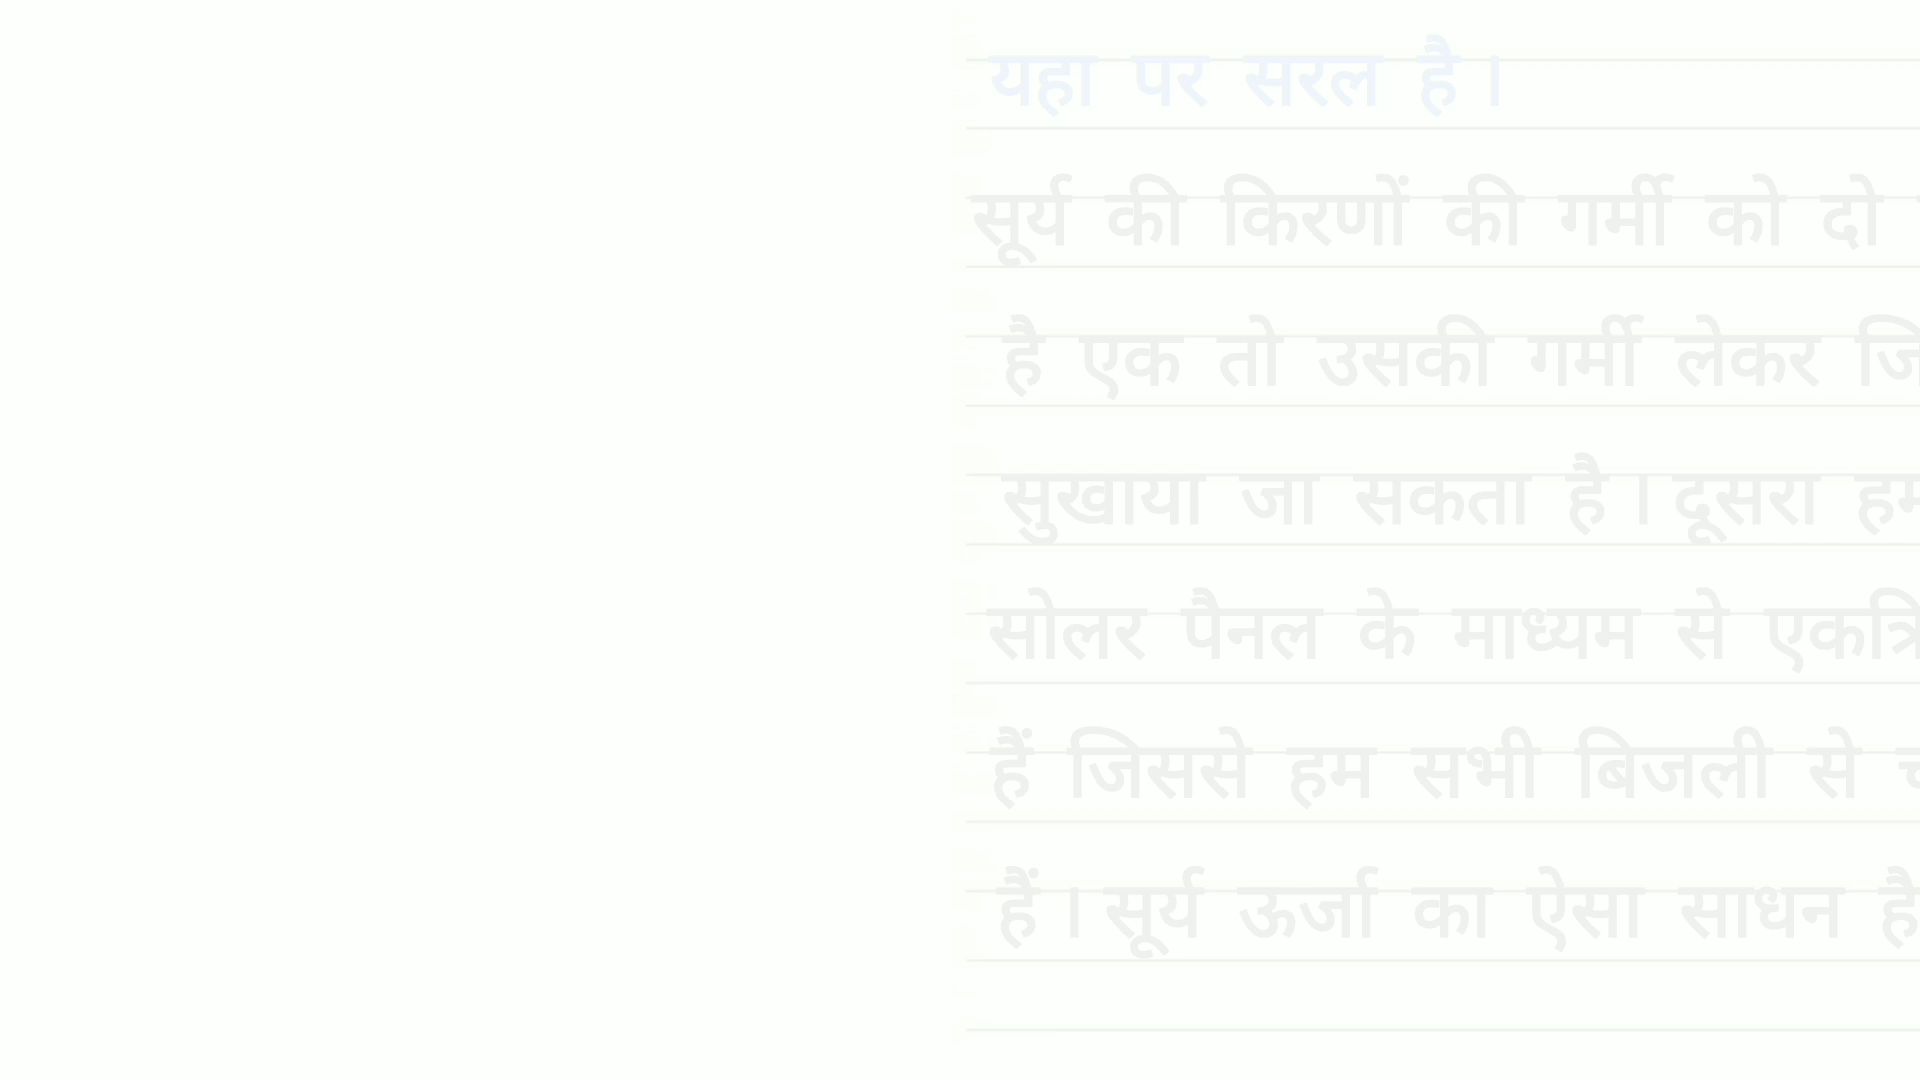 यहा पर सरल है ।
सूर्य की किरणों की गर्मी को दो
है एक तो उसकी गर्मी लेकर
सुखाया जा सकता है । दूसरा हम
सोलर पैनल के माध्यम से
हैं जिससे हम सभी बिजली से
हैं । सूर्य ऊर्जा का ऐसा साधन है